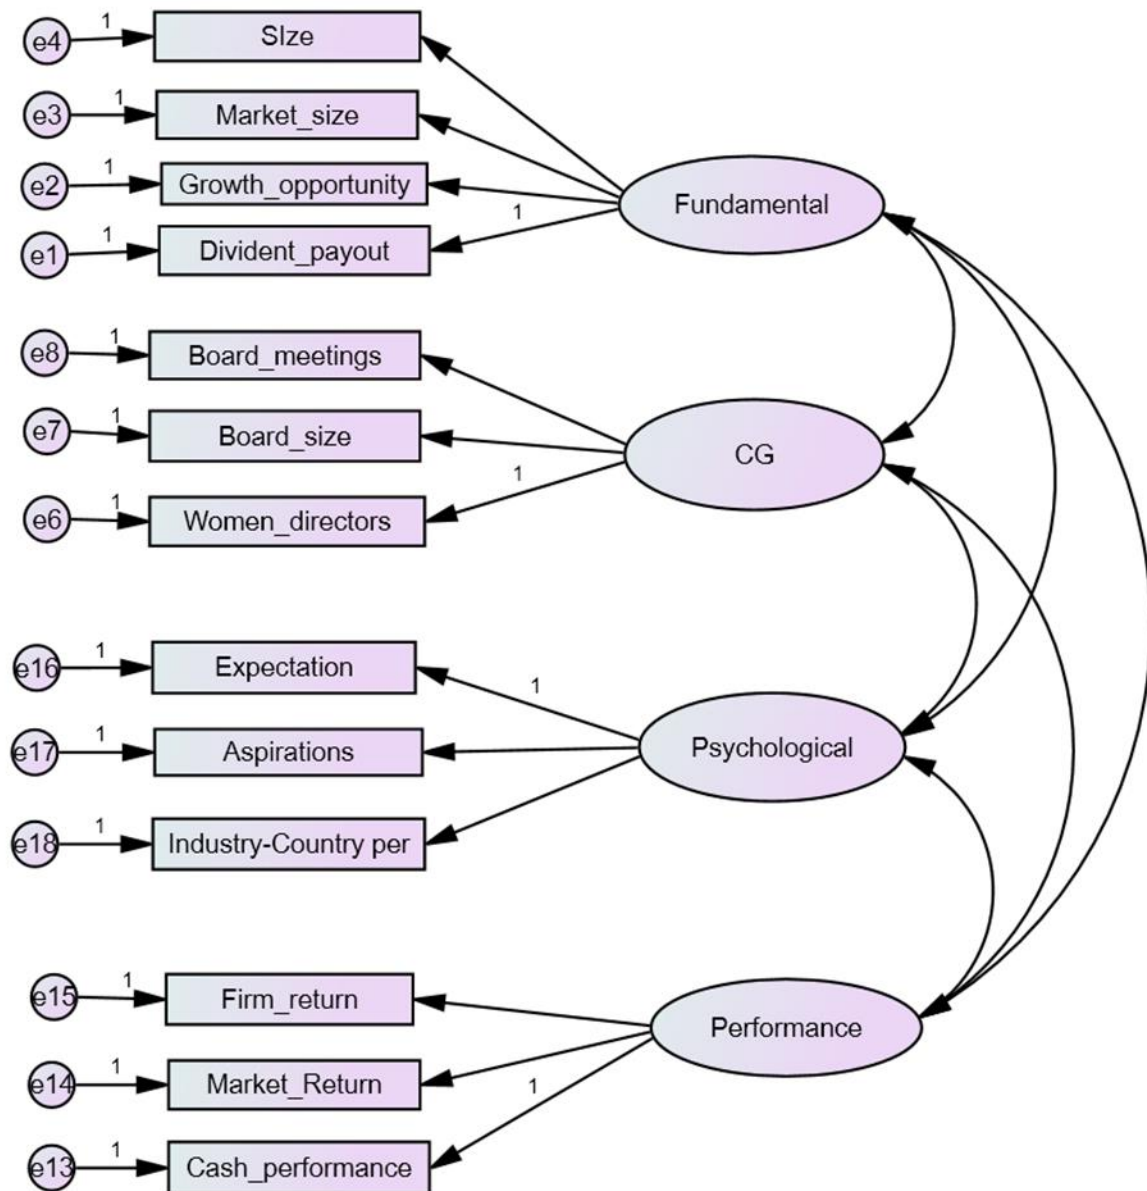 e4
1
SIze
e3
1
Market_size
e2
1
Growth_opportunity
e1
1
Divident_payout
1
Fundamental
e8
1
Board_meetings
e7
1
Board_size
e6
1
Women_directors
1
CG
e16
1
Expectation
1
e17
1
Aspirations
e18
1
Industry-Country per
Psychological
e15
1
Firm_return
e14
1
Market_Return
e13
1
Cash_performance
1
Performance